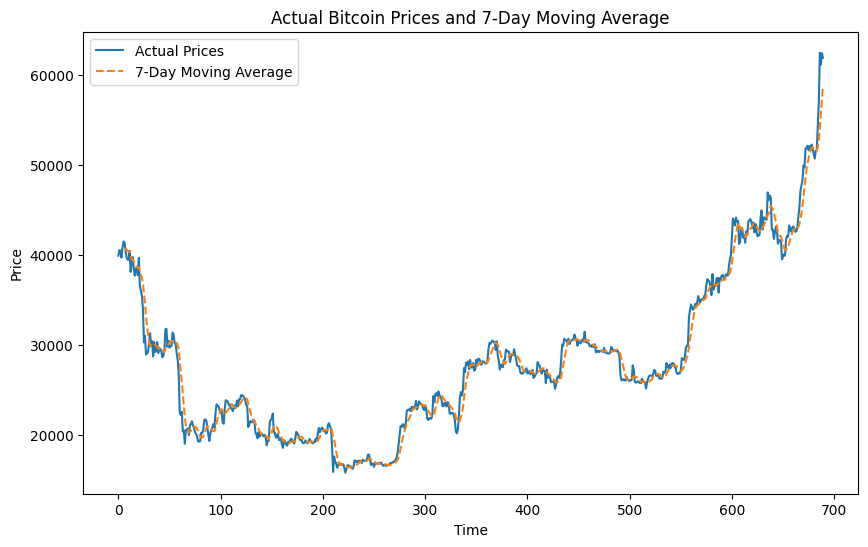 Actual Bitcoin Prices and 7-Day Moving Average
Actual Prices
7-Day Moving Average
60000
50000
40000
30000
20000
Price
0 100 200 300 400 500 600 700
Time